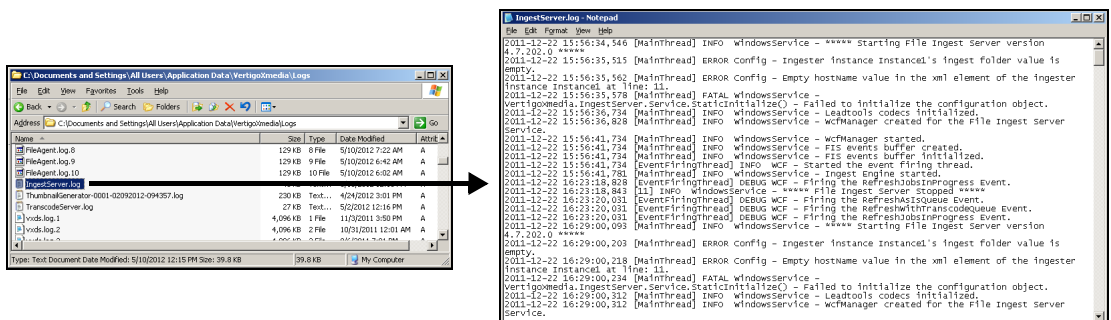 C:\Documents and Settings\All Users\Application Data\VertigoXmedia\Logs
File Edit View Favorites Tools Help
Back Search Folders
Address C:\Documents and Settings\All Users\Application Data\VertigoXmedia\Logs Go
Name Size Type Date Modified Attrib
FileAgent.log.8 129 KB 8 File 5/10/2012 7:22 AM A
FileAgent.log.9 129 KB 9 File 5/10/2012 6:42 AM A
FileAgent.log.10 129 KB 10 File 5/10/2012 6:02 AM A
IngestServer.log
ThumbnailGenerator-0001-02092012-094357.log 230 KB Text... 4/24/2012 3:01 PM A
TranscodeServer.log 27 KB Text... 5/2/2012 12:16 PM A
vxds.log.1 4,096 KB 1 File 11/3/2011 3:50 PM A
vxds.log.2 4,096 KB 2 File 10/31/2011 12:01 AM A
Type: Text Document Date Modified: 5/10/2012 12:15 PM Size: 39.8 KB 39.8 KB My Computer
IngestServer.log - Notepad
File Edit Format View Help
2011-12-22 15:56:34,546 [MainThread] INFO WindowsService - ***** Starting File Ingest Server version
4.7.202.0 *****
2011-12-22 15:56:35,515 [MainThread] ERROR Config - Ingester instance Instance1's ingest folder value is
empty.
2011-12-22 15:56:35,562 [MainThread] ERROR Config - Empty hostName value in the xml element of the ingester
instance Instance1 at line: 11.
2011-12-22 15:56:35,578 [MainThread] FATAL WindowsService -
VertigoXmedia.IngestServer.Service.StaticInitialize() - Failed to initialize the configuration object.
2011-12-22 15:56:36,734 [MainThread] INFO WindowsService - Leadtools codecs initialized.
2011-12-22 15:56:36,828 [MainThread] INFO WindowsService - WcfManager created for the File Ingest Server
Service.
2011-12-22 15:56:41,734 [MainThread] INFO WindowsService - WcfManager started.
2011-12-22 15:56:41,734 [MainThread] INFO WindowsService - FIS events buffer created.
2011-12-22 15:56:41,734 [MainThread] INFO WindowsService - FIS events buffer initialized.
2011-12-22 15:56:41,734 [EventFiringThread] INFO WCF - Started the event firing thread.
2011-12-22 15:56:41,781 [MainThread] INFO WindowsService - Ingest Engine started.
2011-12-22 16:23:18,828 [EventFiringThread] DEBUG WCF - Firing the RefreshJobsInProgress Event.
2011-12-22 16:23:18,843 [11] INFO WindowsService - ***** File Ingest Server Stopped *****
2011-12-22 16:23:20,031 [EventFiringThread] DEBUG WCF - Firing the RefreshAsIsQueue Event.
2011-12-22 16:23:20,031 [EventFiringThread] DEBUG WCF - Firing the RefreshWithTranscodeQueue Event.
2011-12-22 16:23:20,031 [EventFiringThread] DEBUG WCF - Firing the RefreshJobsInProgress Event.
2011-12-22 16:29:00,093 [MainThread] INFO WindowsService - ***** Starting File Ingest Server version
4.7.202.0 *****
2011-12-22 16:29:00,203 [MainThread] ERROR Config - Ingester instance Instance1's ingest folder value is
empty.
2011-12-22 16:29:00,218 [MainThread] ERROR Config - Empty hostName value in the xml element of the ingester
instance Instance1 at line: 11.
2011-12-22 16:29:00,234 [MainThread] FATAL WindowsService -
VertigoXmedia.IngestServer.Service.StaticInitialize() - Failed to initialize the configuration object.
2011-12-22 16:29:00,312 [MainThread] INFO WindowsService - Leadtools codecs initialized.
2011-12-22 16:29:00,312 [MainThread] INFO WindowsService - WcfManager created for the File Ingest Server
Service.